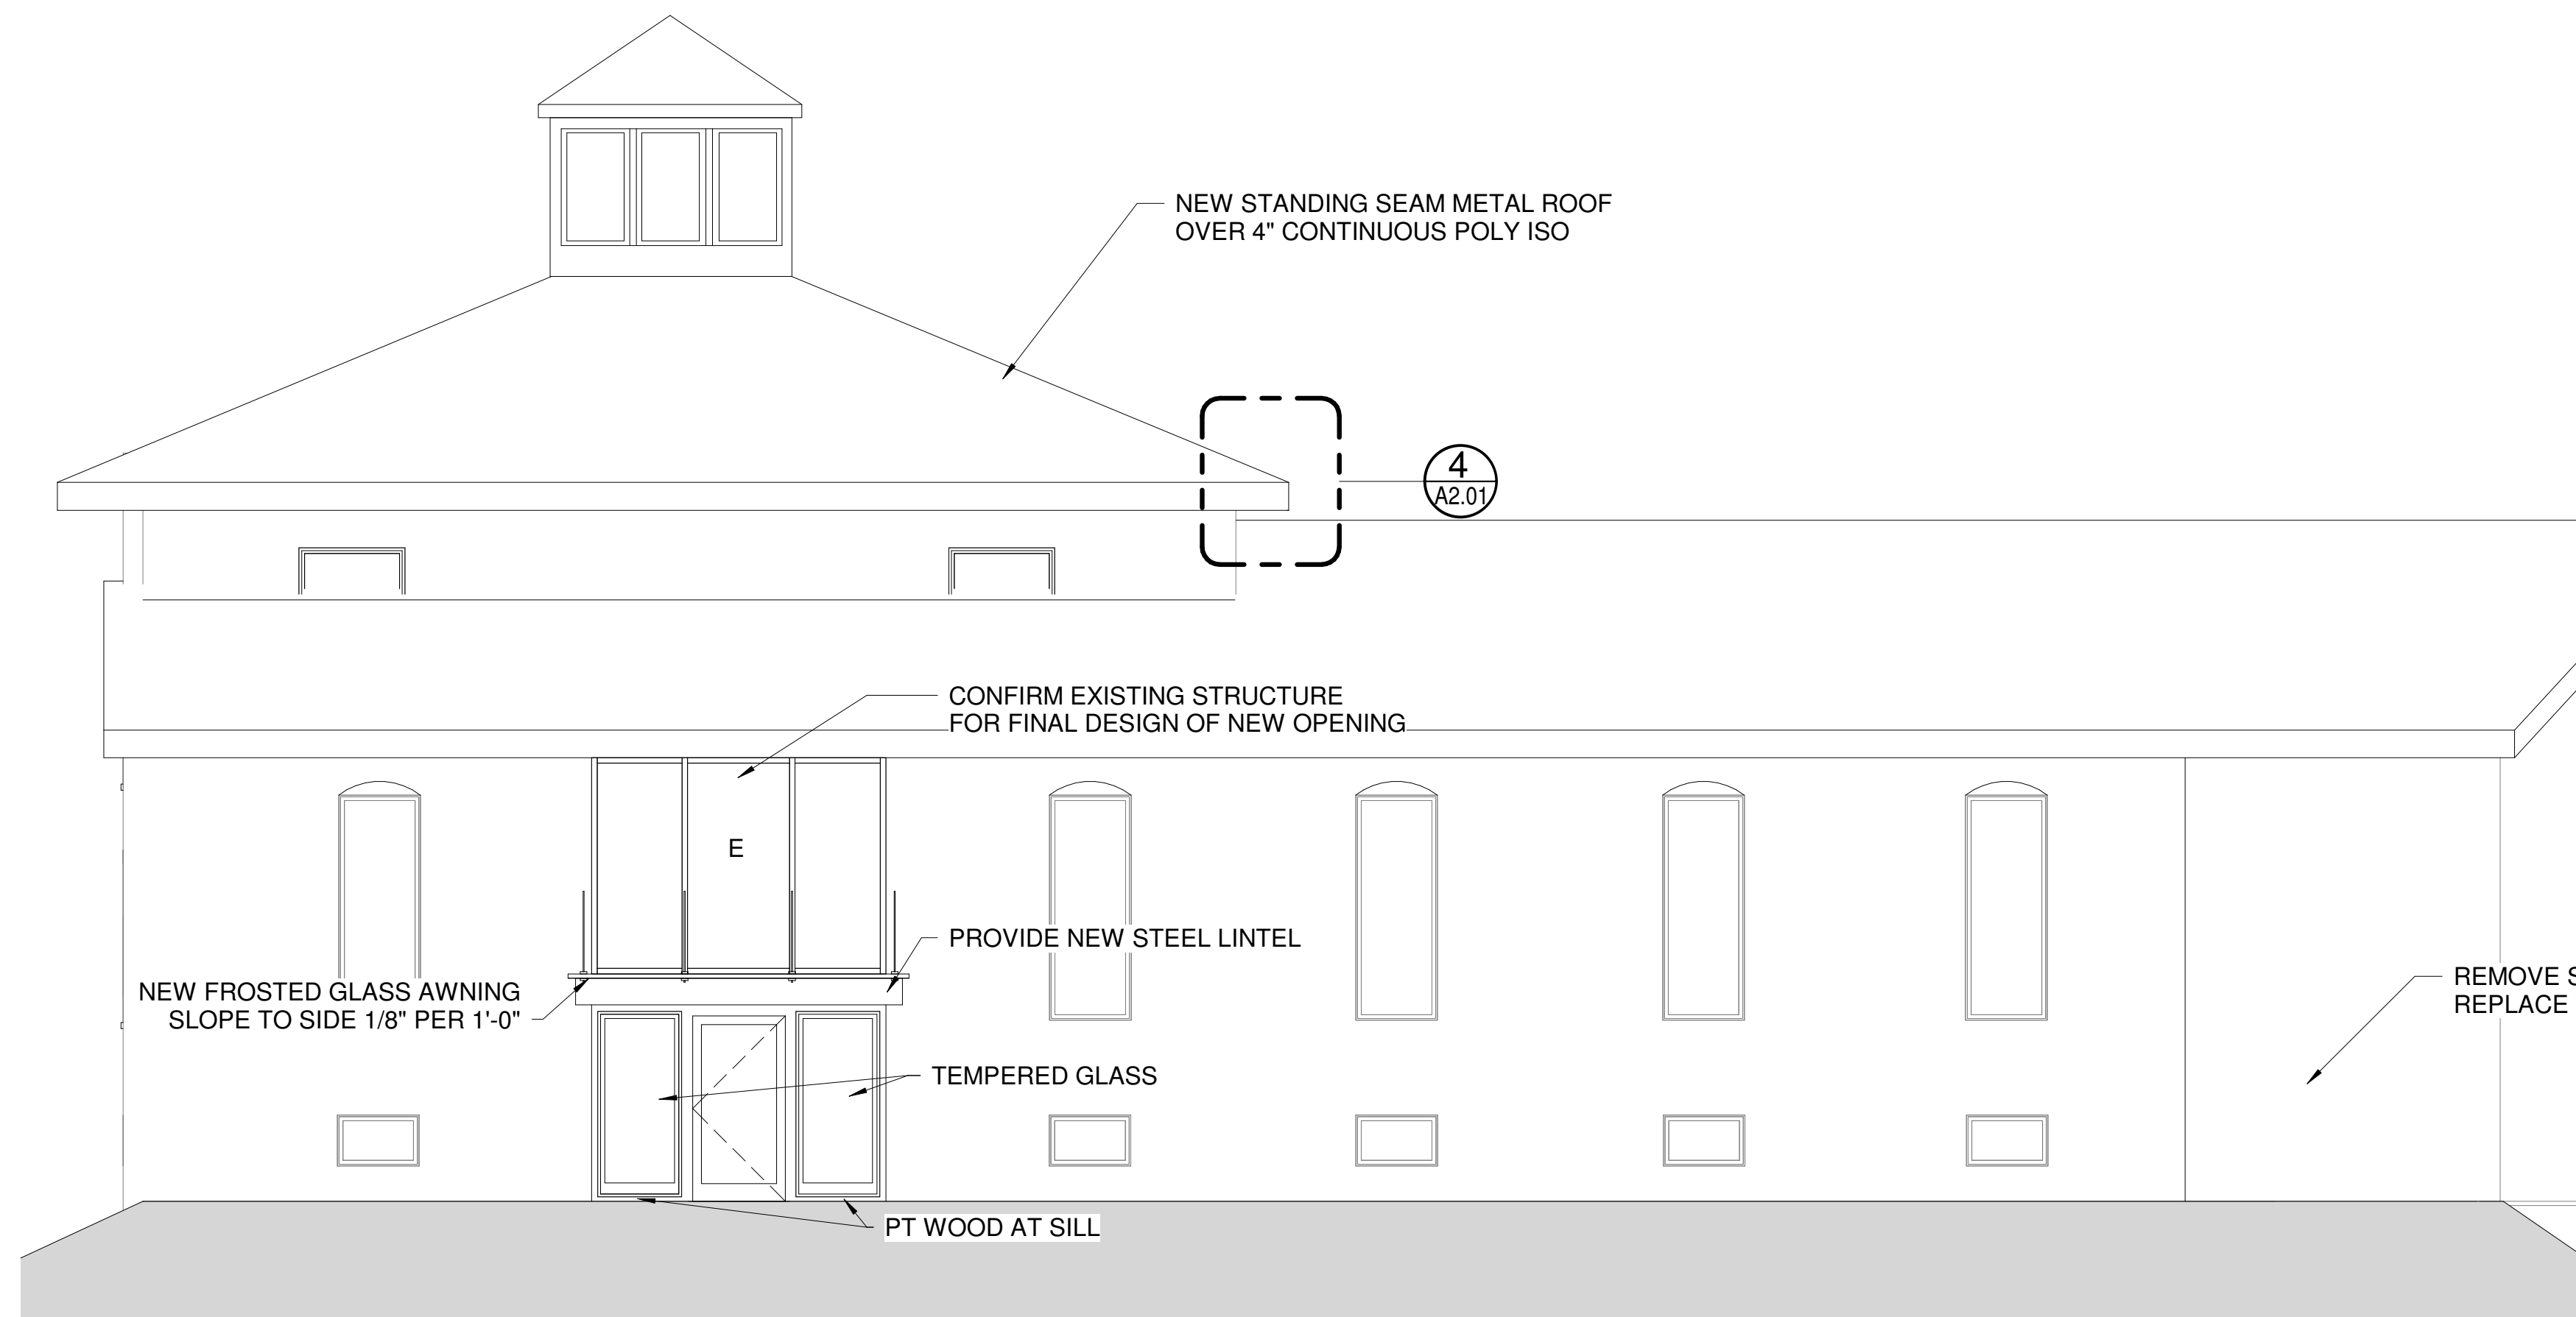 NEW STANDING SEAM METAL ROOF
OVER 4" CONTINUOUS POLY ISO
4
A2.01
CONFIRM EXISTING STRUCTURE
FOR FINAL DESIGN OF NEW OPENING
E
PROVIDE NEW STEEL LINTEL
NEW FROSTED GLASS AWNING
SLOPE TO SIDE 1/8" PER 1'-0"
REMOVE
REPLACE
TEMPERED GLASS
PT WOOD AT SILL